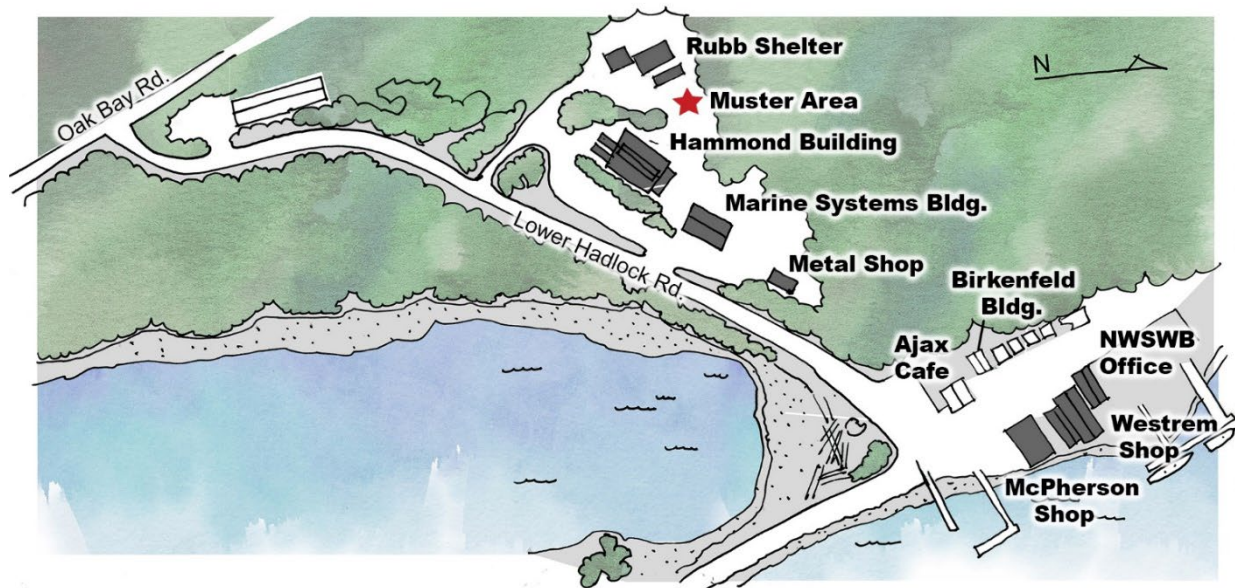 Rubb Shelter
N
Oak Bay Rd.
Muster Area
Hammond Building
Marine Systems Bldg.
Lower Hadlock Rd.
Metal Shop
Birkenfeld
Bldg.
Ajax
Cafe
NWSWB
Office
Westrem
Shop
McPherson
Shop